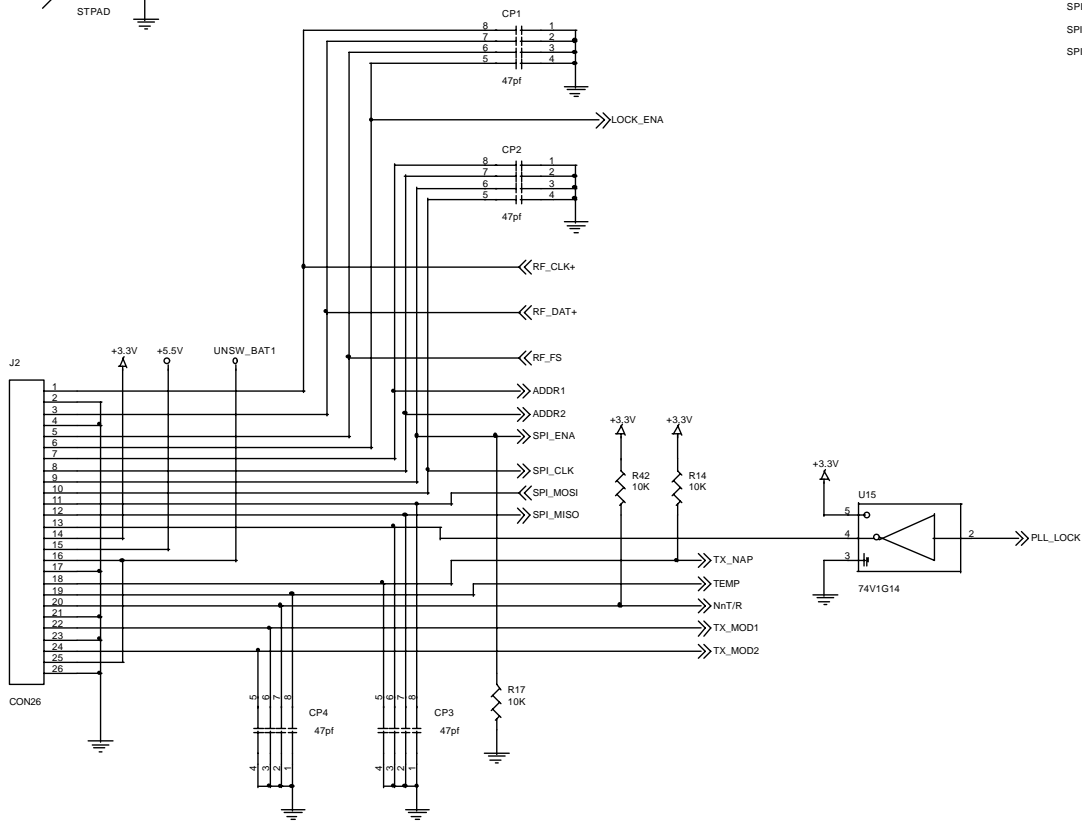 STPAD
SPI
SPI
SPI
CP1
8 1
7 2
6 3
5 4
47pf
LOCK_ENA
CP2
8 1
7 2
6 3
5 4
47pf
RF_CLK+
RF_DAT+
RF_FS
J2
+3.3V +5.5V UNSW_BAT1
1
2
3
4
5
6
7
8
9
10
11
12
13
14
15
16
17
18
19
20
21
22
23
24
25
26
CON26
ADDR1
ADDR2
SPI_ENA
SPI_CLK
SPI_MOSI
SPI_MISO
+3.3V +3.3V
R42
10K
R14
10K
+3.3V
U15
5
4
3
2
74V1G14
PLL_LOCK
TX_NAP
TEMP
NnT/R
TX_MOD1
TX_MOD2
5 6 7 8
CP4
47pf
4 3 2 1
5 6 7 8
CP3
47pf
4 3 2 1
R17
10K